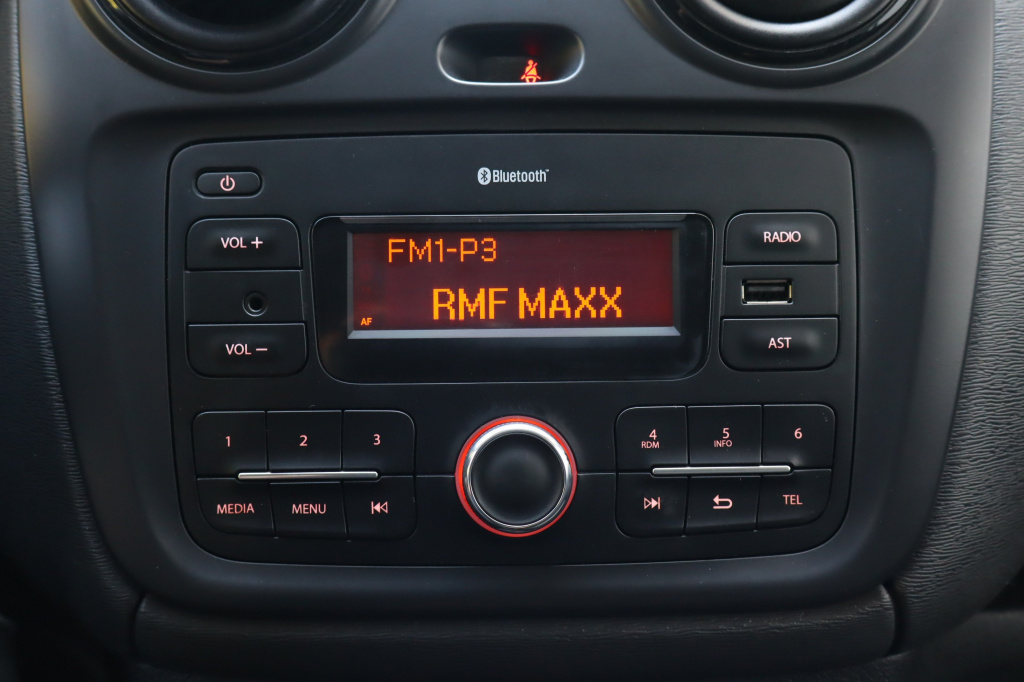 Bluetooth
VOL +
RADIO
FM1-P3
RMF MAXX
AF
VOL -
AST
1
2
3
4
RDM
5
INFO
6
MEDIA
MENU
TEL